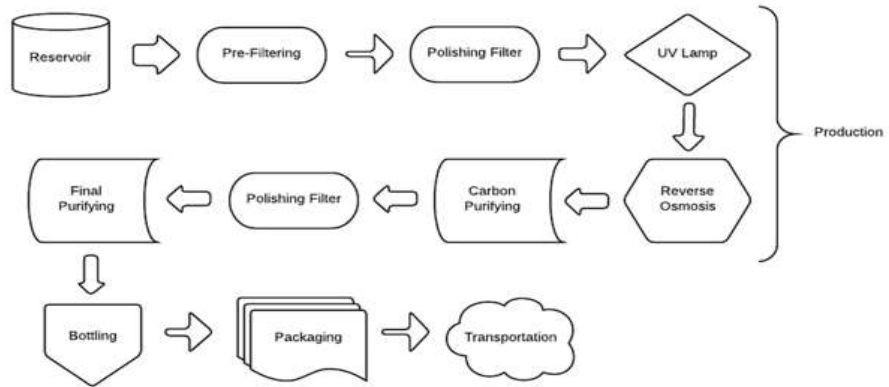 Reservoir
Pre-Filtering
Polishing Filter
UV Lamp
Production
Final
Purifying
Polishing Filter
Carbon
Purifying
Reverse
Osmosis
Bottling
Packaging
Transportation